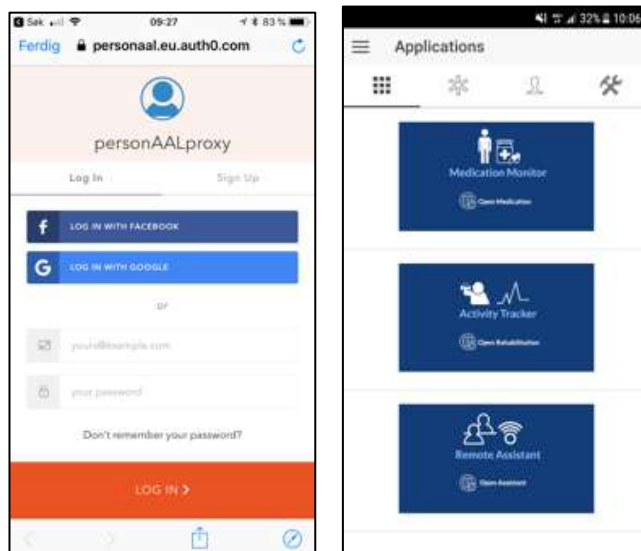 Søk
09:27
83 %
Ferdig
personaal.eu.auth0.com
personAALproxy
Log In
Sign Up
f
LOG IN WITH FACEBOOK
G
LOG IN WITH GOOGLE
or
yours@example.com
your password
Don't remember your password?
LOG IN >
32% 10:06
Applications
Medication Monitor
Open Medication
Activity Tracker
Open Rehabilitation
Remote Assistant
Open Assistant